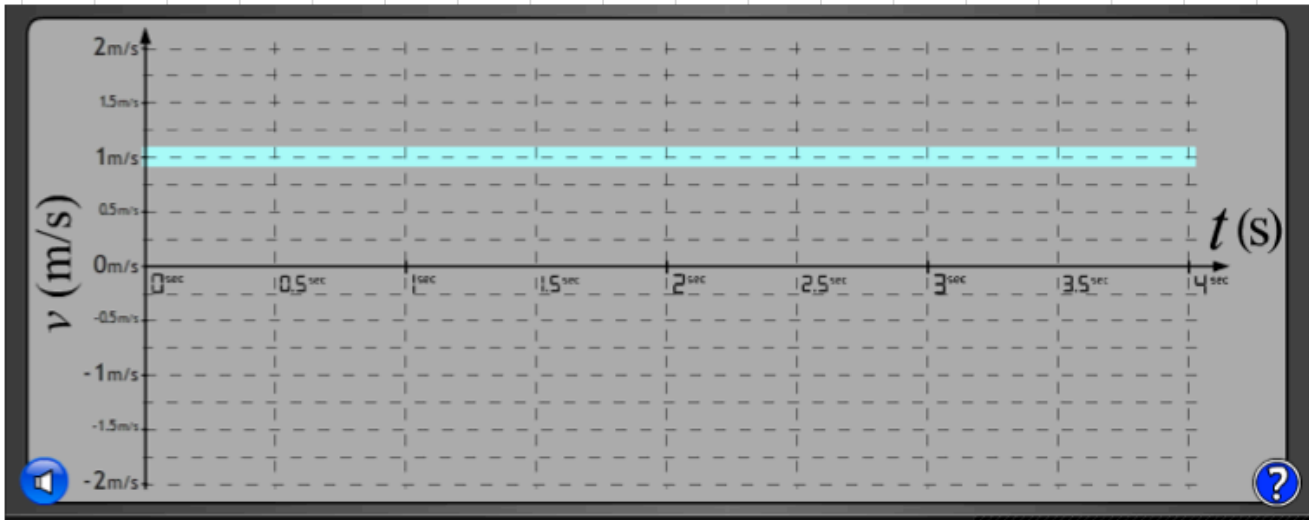 2m/s
1.5m/s
1m/s
0.5m/s
0m/s
-0.5m/s
-1m/s
-1.5m/s
-2m/s
v (m/s)
0sec 0.5sec 1sec 1.5sec 2sec 2.5sec 3sec 3.5sec 4sec
t (s)
?